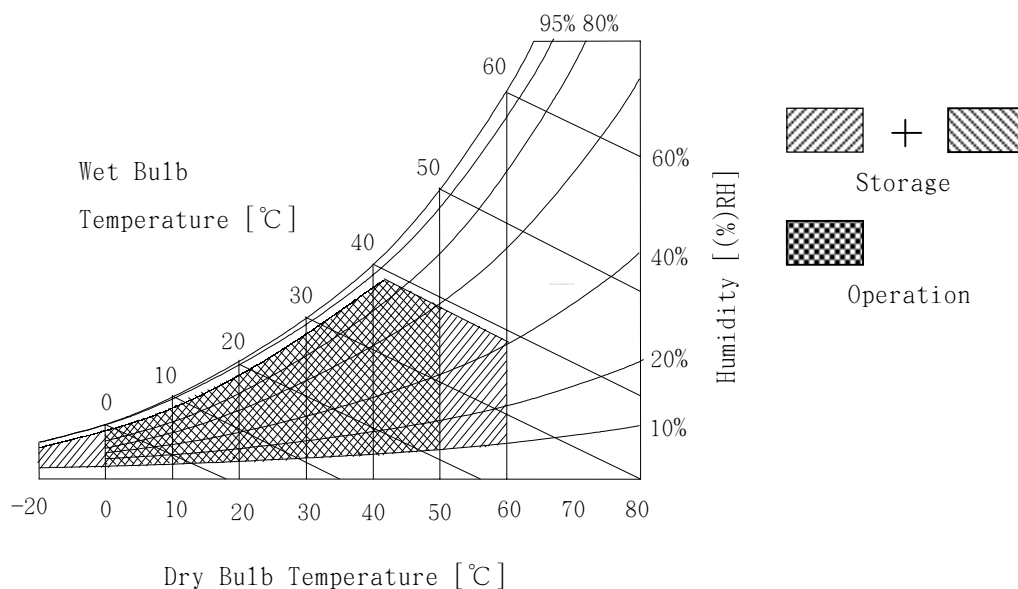 95% 80%
60
50
40
30
20
10
0
Wet Bulb
Temperature [℃]
60%
40%
20%
10%
Humidity [(%)RH]
-20 0 10 20 30 40 50 60 70 80
Dry Bulb Temperature [℃]
+
Storage
Operation